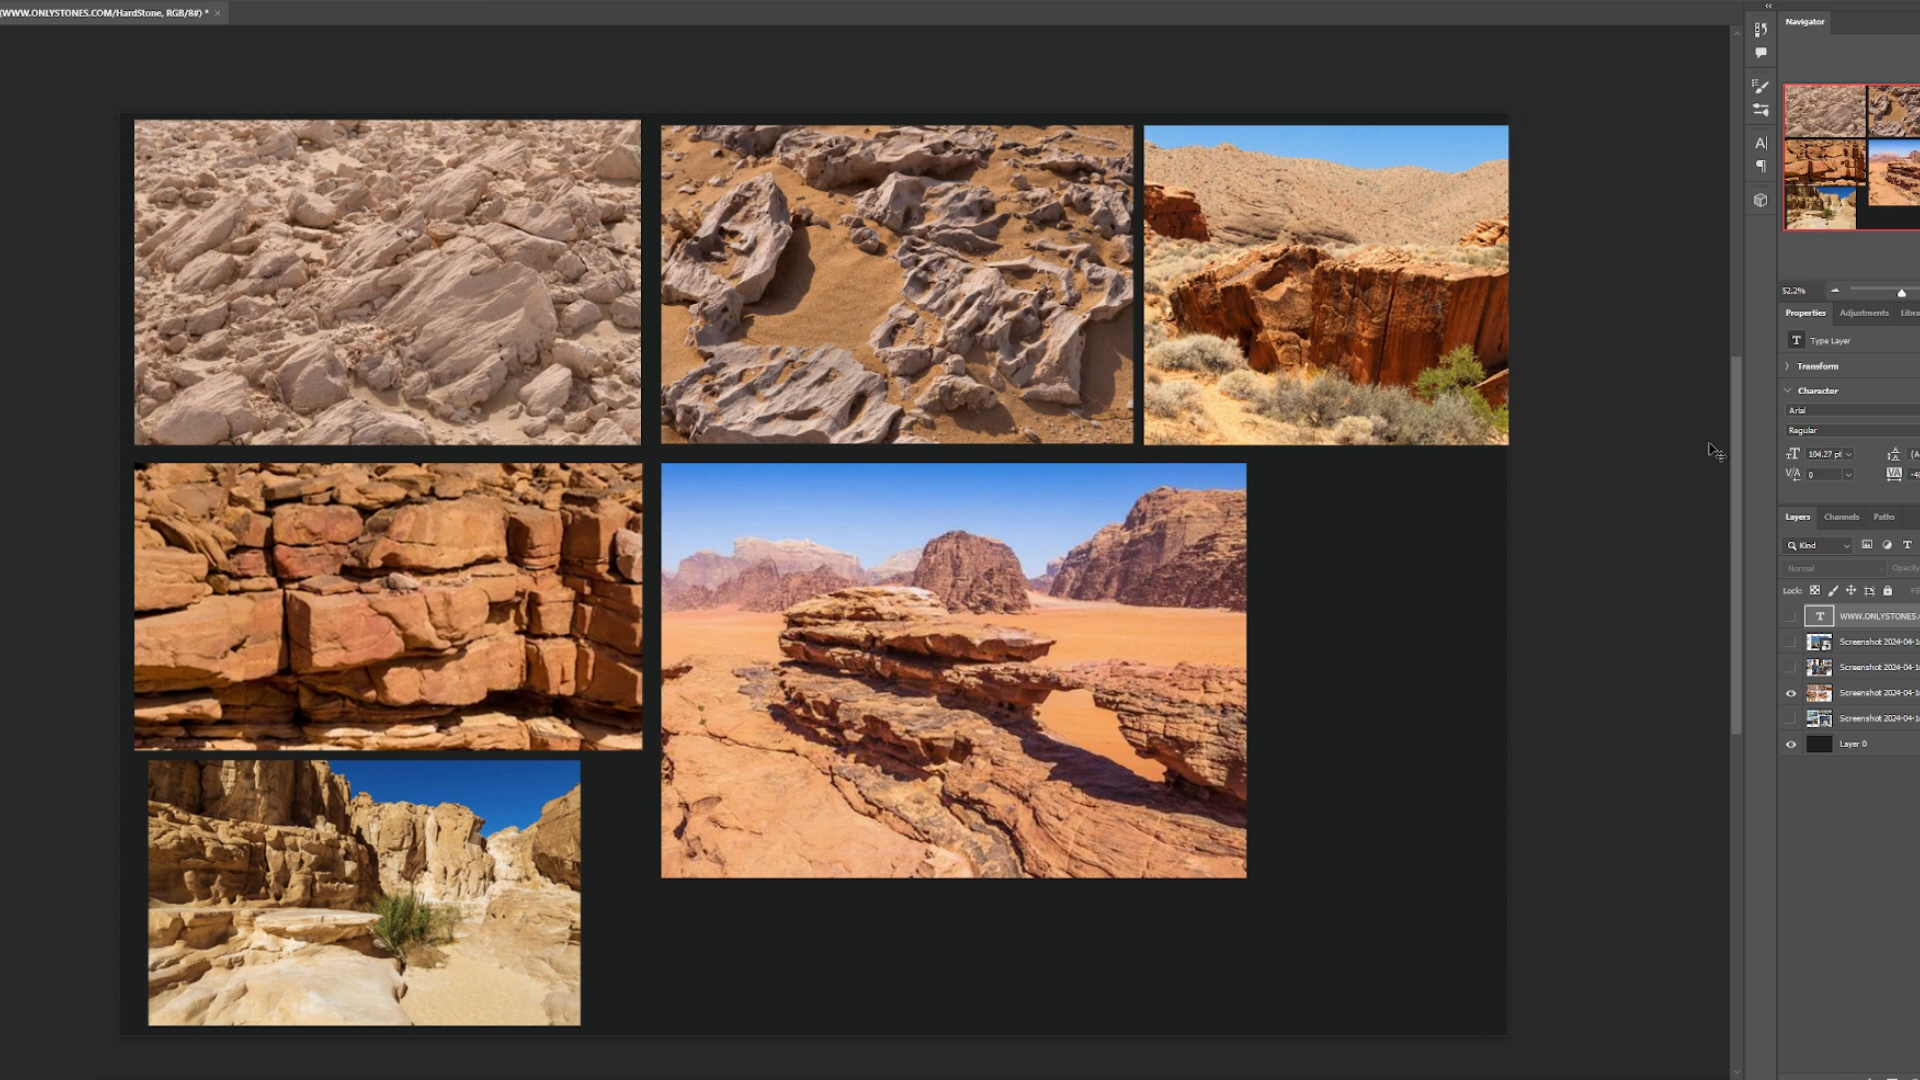 (WWW.ONLYSTONES.COM/HardStone, RGB/8#) *
Navigator
52.2%
Properties
Adjustments
Libra
T
Type Layer
Transform
Character
Arial
Regular
104.27 pt
(A
0
Layers
Channels
Paths
Kind
Normal
Opacity
Lock:
Fil
T
WWW.ONLYSTONES.
Screenshot 2024-04-1
Screenshot 2024-04-1
Screenshot 2024-04-1
Screenshot 2024-04-1
Layer 0